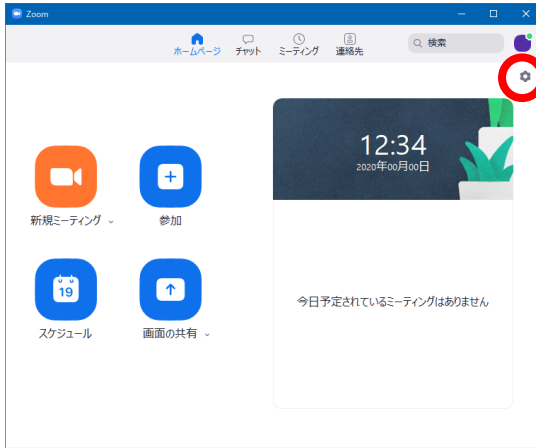 Zoom
ホームページ チャット ミーティング 連絡先 検索
12:34
2020年00月00日
新規ミーティング 参加
19
今日予定されているミーティングはありません
スケジュール 画面の共有